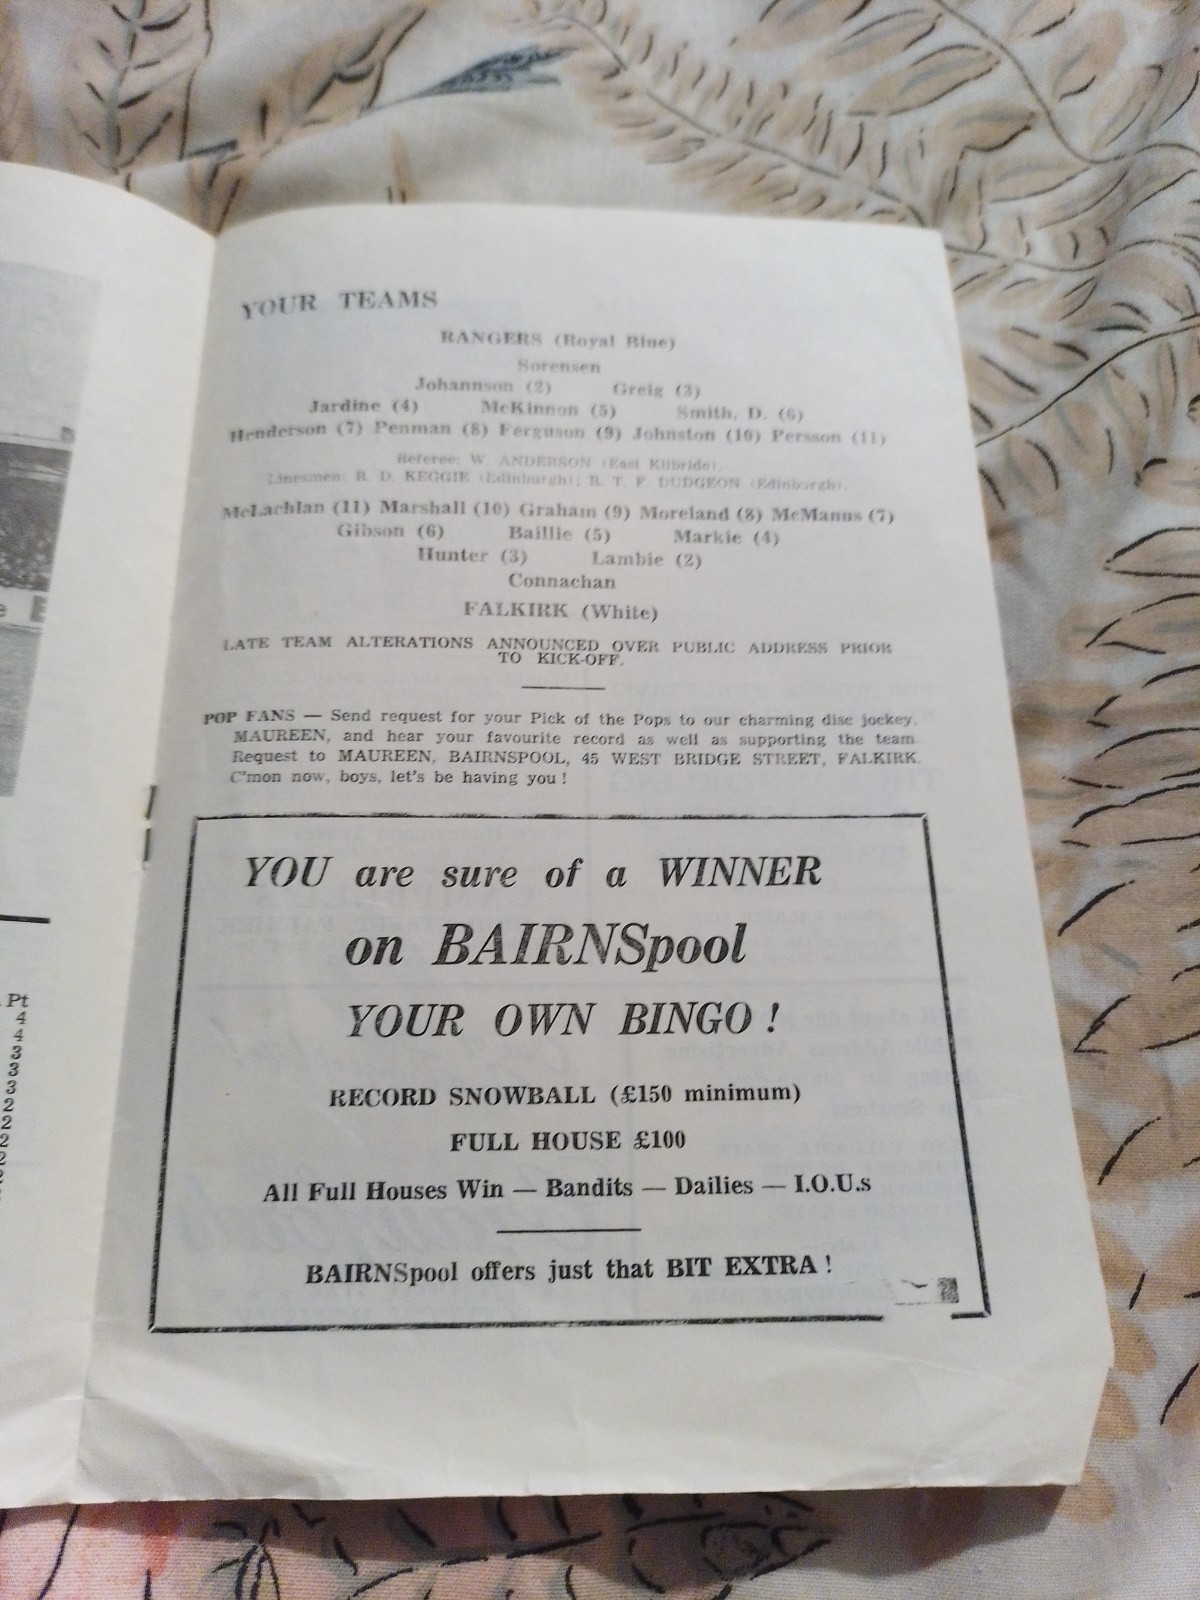 YOUR TEAMS
RANGERS (Royal Blue)
Sorensen
Johannson (2) Greig (3)
Jardine (4) McKinnon (5) Smith, D. (6)
Henderson (7) Penman (8) Ferguson (9) Johnston (10) Persson (11)
Referee: W. ANDERSON (East Kilbride).
Linesmen: R. D. KEGGIE (Edinburgh); R. T. F. DUDGEON (Edinburgh).
McLachlan (11) Marshall (10) Graham (9) Moreland (8) McManus (7)
Gibson (6) Baillie (5) Markie (4)
Hunter (3) Lambie (2)
Connachan
FALKIRK (White)
LATE TEAM ALTERATIONS ANNOUNCED OVER PUBLIC ADDRESS PRIOR
TO KICK-OFF.
POP FANS — Send request for your Pick of the Pops to our charming disc jockey,
MAUREEN, and hear your favourite record as well as supporting the team.
Request to MAUREEN, BAIRNSPOOL, 45 WEST BRIDGE STREET, FALKIRK.
C'mon now, boys, let's be having you!
YOU are sure of a WINNER
on BAIRNSpool
YOUR OWN BINGO!
RECORD SNOWBALL (£150 minimum)
FULL HOUSE £100
All Full Houses Win — Bandits — Dailies — I.O.U.s
BAIRNSpool offers just that BIT EXTRA!
Pt
4
4
3
3
3
2
2
2
2